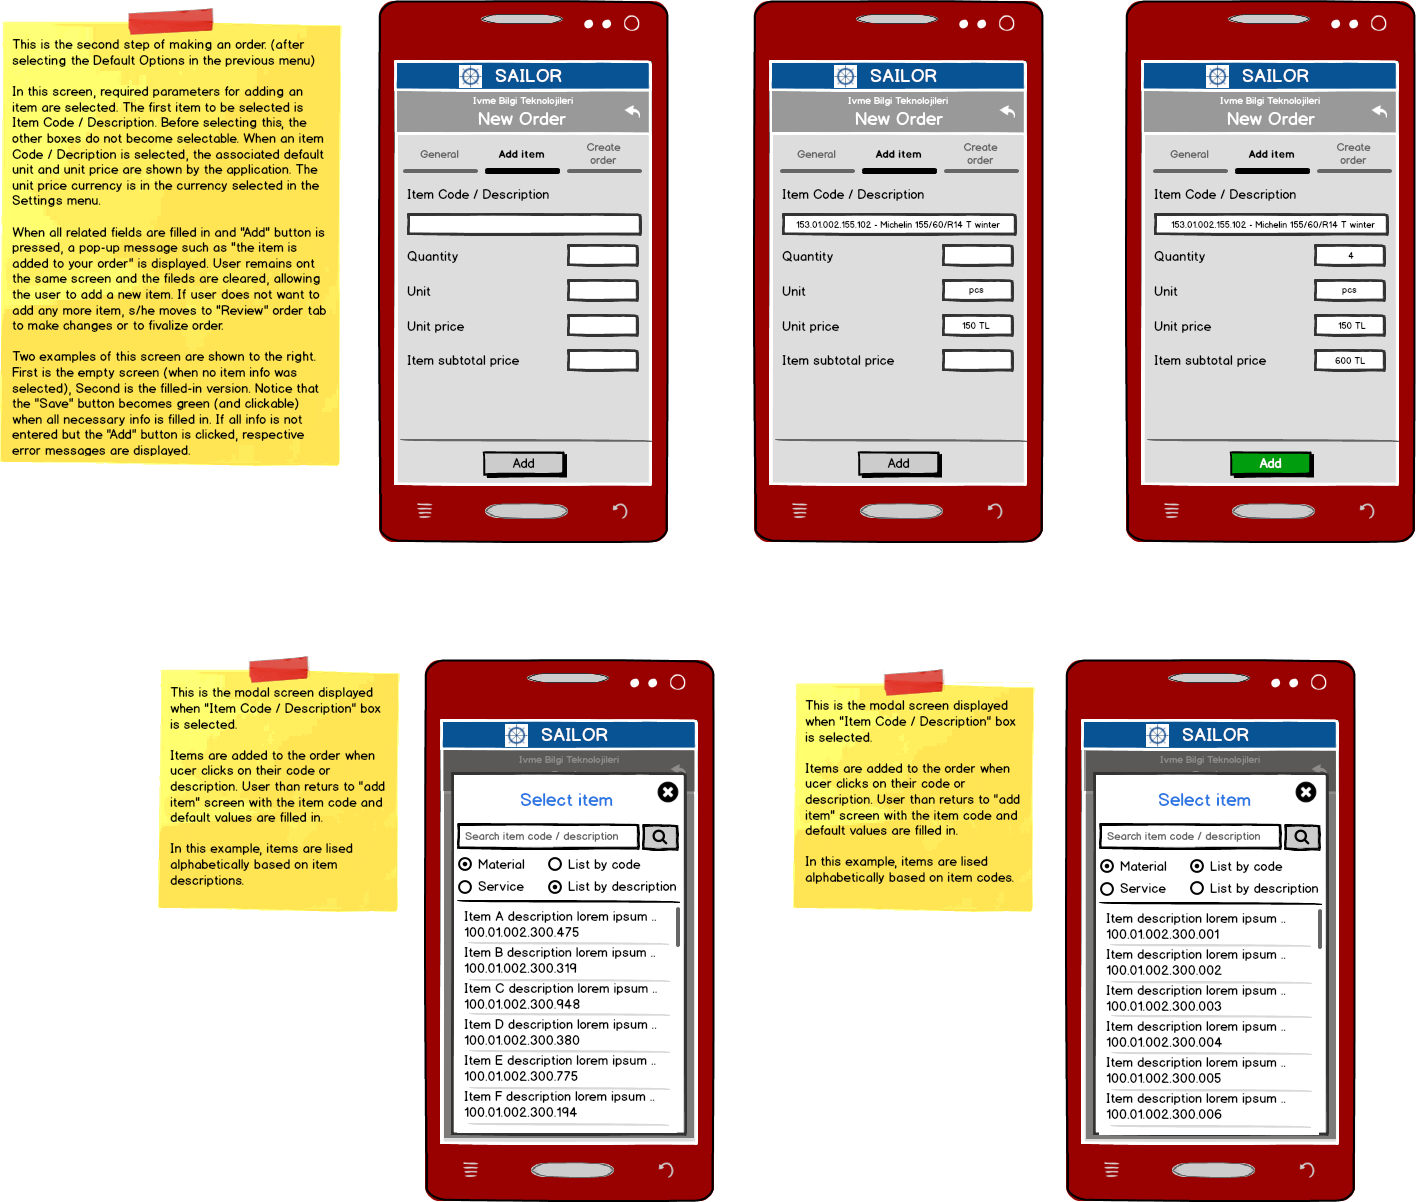 This is the second step of making an order. (after
selecting the Default Options in the previous menu)
In this screen, required parameters for adding an
item are selected. The first item to be selected is
Item Code / Description. Before selecting this, the
other boxes do not become selectable. When an item
Code / Decription is selected, the associated default
unit and unit price are shown by the application. The
unit price currency is in the currency selected in the
Settings menu.
When all related fields are filled in and "Add" button is
pressed, a pop-up message such as "the item is
added to your order" is displayed. User remains ont
the same screen and the fileds are cleared, allowing
the user to add a new item. If user does not want to
add any more item, s/he moves to "Review" order tab
to make changes or to fivalize order.
Two examples of this screen are shown to the right.
First is the empty screen (when no item info was
selected), Second is the filled-in version. Notice that
the "Save" button becomes green (and clickable)
when all necessary info is filled in. If all info is not
entered but the "Add" button is clicked, respective
error messages are displayed.
SAILOR
Ivme Bilgi Teknolojileri
New Order
General
Add item
Create
order
Item Code / Description
Quantity
Unit
Unit price
Item subtotal price
Add
SAILOR
Ivme Bilgi Teknolojileri
New Order
General
Add item
Create
order
Item Code / Description
153.01.002.155.102 - Michelin 155/60/R14 T winter
Quantity
Unit
pcs
Unit price
150 TL
Item subtotal price
Add
SAILOR
Ivme Bilgi Teknolojileri
New Order
General
Add item
Create
order
Item Code / Description
153.01.002.155.102 - Michelin 155/60/R14 T winter
Quantity
4
Unit
pcs
Unit price
150 TL
Item subtotal price
600 TL
Add
This is the modal screen displayed
when "Item Code / Description" box
is selected.
Items are added to the order when
ucer clicks on their code or
description. User than returs to "add
item" screen with the item code and
default values are filled in.
In this example, items are lised
alphabetically based on item
descriptions.
SAILOR
Ivme Bilgi Teknolojileri
Select item
Search item code / description
Material
List by code
Service
List by description
Item A description lorem ipsum ..
100.01.002.300.475
Item B description lorem ipsum ..
100.01.002.300.319
Item C description lorem ipsum ..
100.01.002.300.948
Item D description lorem ipsum ..
100.01.002.300.380
Item E description lorem ipsum ..
100.01.002.300.775
Item F description lorem ipsum ..
100.01.002.300.194
This is the modal screen displayed
when "Item Code / Description" box
is selected.
Items are added to the order when
ucer clicks on their code or
description. User than returs to "add
item" screen with the item code and
default values are filled in.
In this example, items are lised
alphabetically based on item codes.
SAILOR
Ivme Bilgi Teknolojileri
Select item
Search item code / description
Material
List by code
Service
List by description
Item description lorem ipsum ..
100.01.002.300.001
Item description lorem ipsum ..
100.01.002.300.002
Item description lorem ipsum ..
100.01.002.300.003
Item description lorem ipsum ..
100.01.002.300.004
Item description lorem ipsum ..
100.01.002.300.005
Item description lorem ipsum ..
100.01.002.300.006